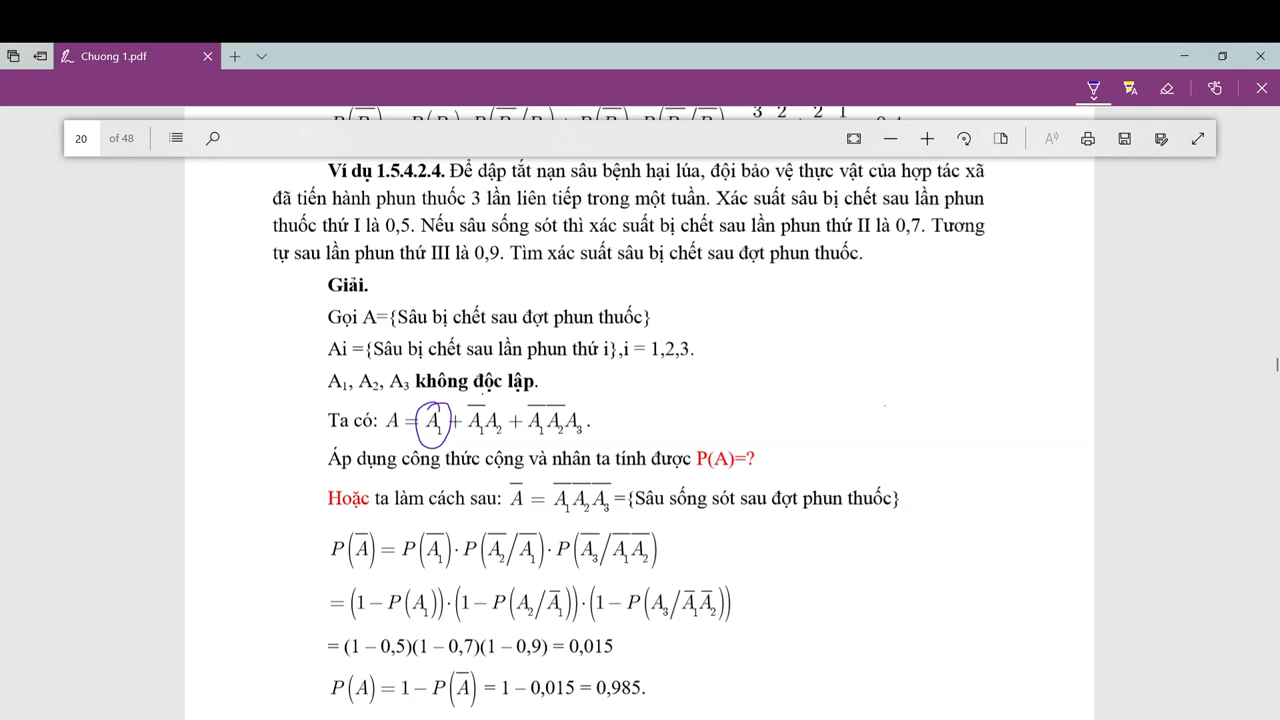 Chuong 1.pdf
20 of 48
Ví dụ 1.5.4.2.4. Để dập tắt nạn sâu bệnh hại lúa, đội bảo vệ thực vật của hợp tác xã
đã tiến hành phun thuốc 3 lần liên tiếp trong một tuần. Xác suất sâu bị chết sau lần phun
thuốc thứ I là 0,5. Nếu sâu sống sót thì xác suất bị chết sau lần phun thứ II là 0,7. Tương
tự sau lần phun thứ III là 0,9. Tìm xác suất sâu bị chết sau đợt phun thuốc.
Giải.
Gọi A={Sâu bị chết sau đợt phun thuốc}
Ai ={Sâu bị chết sau lần phun thứ i},i = 1,2,3.
A₁, A₂, A₃ không độc lập.
Ta có: A = A₁ + A̅₁A₂ + A̅₁A̅₂A₃ .
Áp dụng công thức cộng và nhân ta tính được P(A)=?
Hoặc ta làm cách sau: A̅ = A̅₁A̅₂A̅₃ ={Sâu sống sót sau đợt phun thuốc}
P(A̅) = P(A̅₁) · P(A̅₂/A̅₁) · P(A̅₃/A̅₁A̅₂)
= (1 − P(A₁)) · (1 − P(A₂/A̅₁)) · (1 − P(A₃/A̅₁A̅₂))
= (1 – 0,5)(1 – 0,7)(1 – 0,9) = 0,015
P(A) = 1 − P(A̅) = 1 – 0,015 = 0,985.